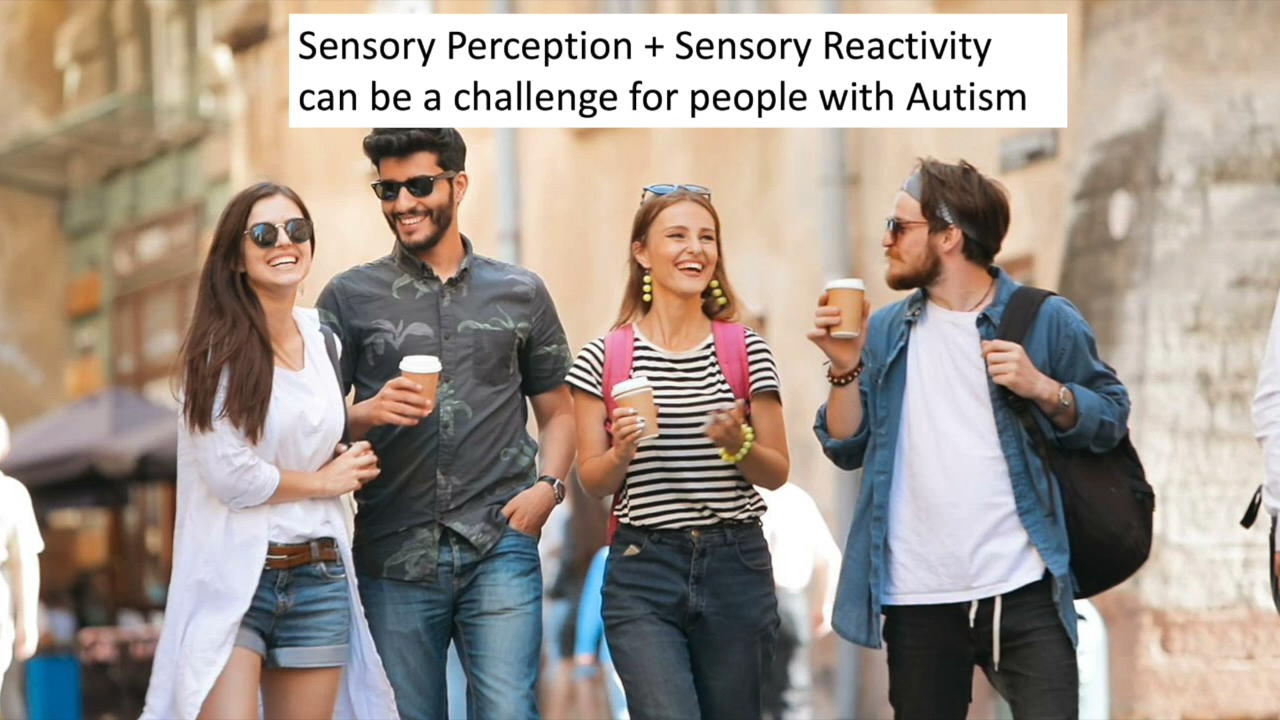 Sensory Perception + Sensory Reactivity
can be a challenge for people with Autism